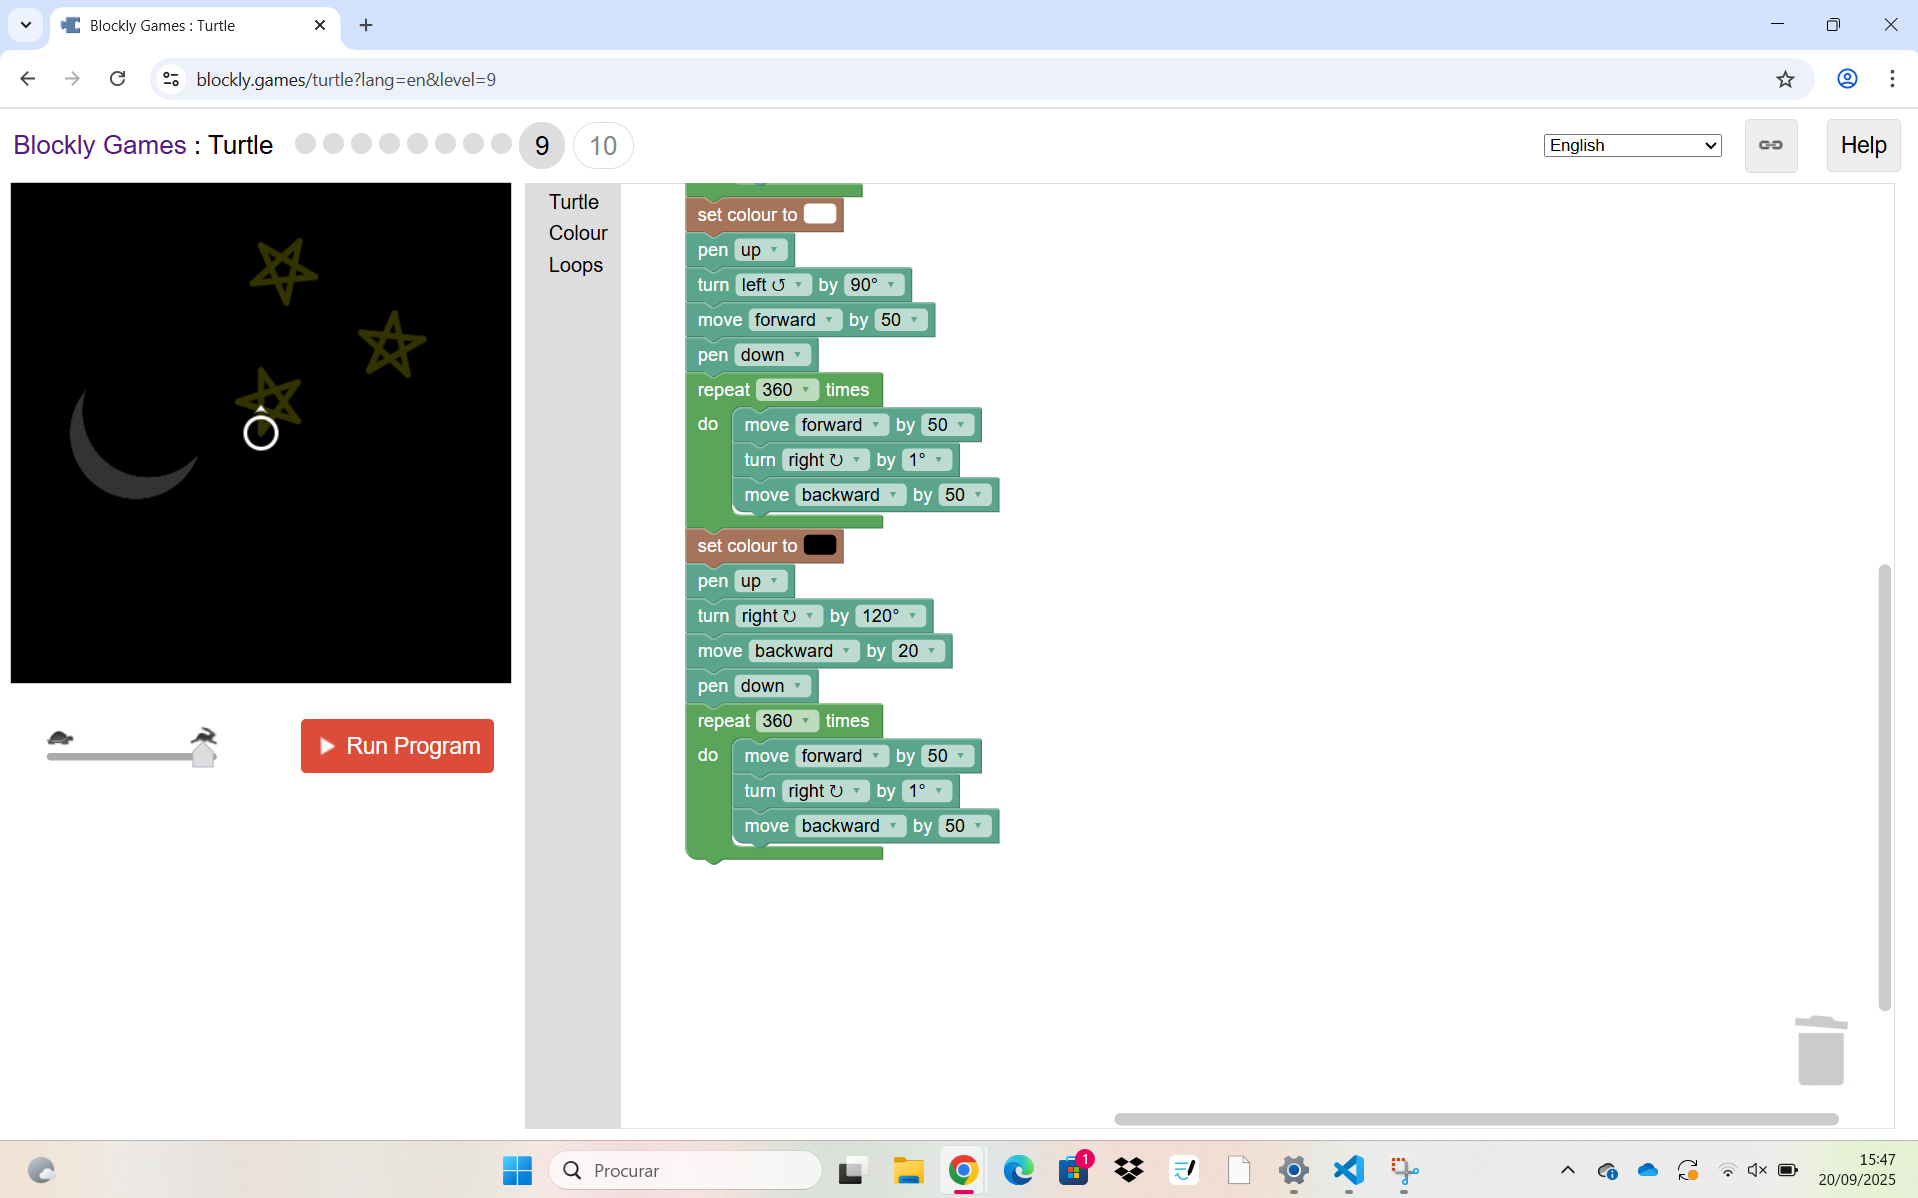 Blockly Games : Turtle
blockly.games/turtle?lang=en&level=9
Blockly Games : Turtle 9 10 English Help
Turtle
Colour
Loops
set colour to
pen up
turn left ↺ by 90°
move forward by 50
pen down
repeat 360 times
do move forward by 50
turn right ↻ by 1°
move backward by 50
set colour to
pen up
turn right ↻ by 120°
move backward by 20
pen down
repeat 360 times
do move forward by 50
turn right ↻ by 1°
move backward by 50
Run Program
Procurar
1
15:47
20/09/2025